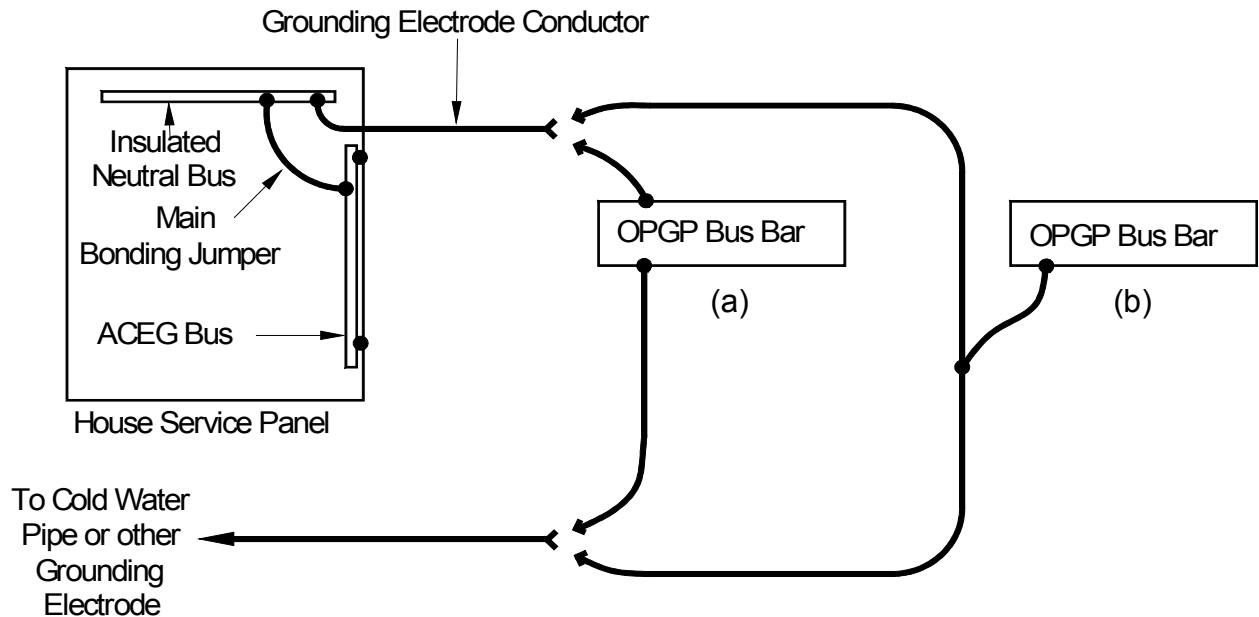 Grounding Electrode Conductor
Insulated
Neutral Bus
Main
Bonding Jumper
ACEG Bus
House Service Panel
OPGP Bus Bar
(a)
OPGP Bus Bar
(b)
To Cold Water
Pipe or other
Grounding
Electrode